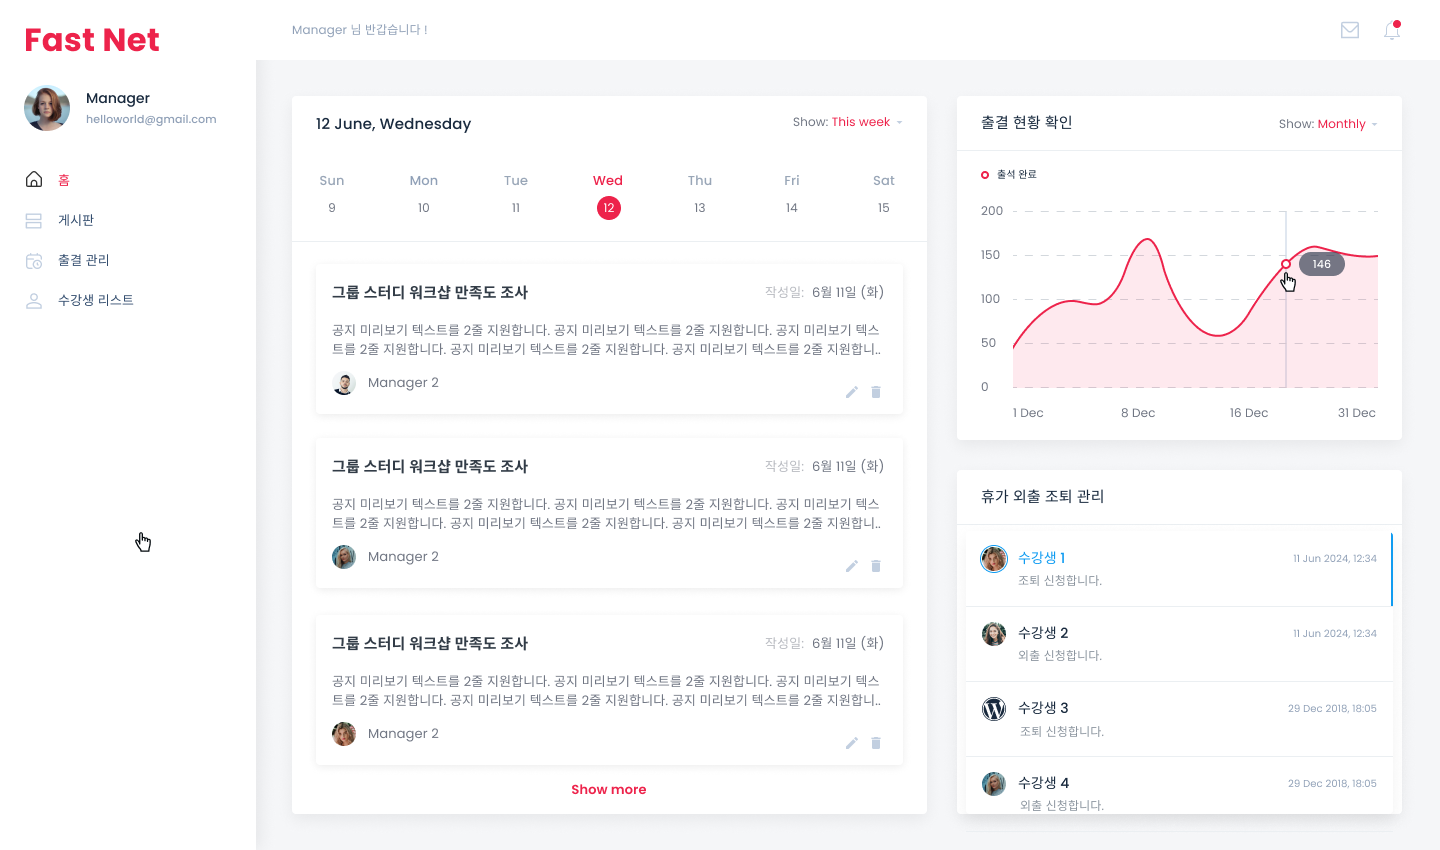 Fast Net
Manager 님 반갑습니다 !
Manager
helloworld@gmail.com
홈
게시판
출결 관리
수강생 리스트
12 June, Wednesday
Show: This week
Sun Mon Tue Wed Thu Fri Sat
9 10 11 12 13 14 15
그룹 스터디 워크샵 만족도 조사
작성일: 6월 11일 (화)
공지 미리보기 텍스트를 2줄 지원합니다. 공지 미리보기 텍스트를 2줄 지원합니다. 공지 미리보기 텍스
트를 2줄 지원합니다. 공지 미리보기 텍스트를 2줄 지원합니다. 공지 미리보기 텍스트를 2줄 지원합니..
Manager 2
그룹 스터디 워크샵 만족도 조사
작성일: 6월 11일 (화)
공지 미리보기 텍스트를 2줄 지원합니다. 공지 미리보기 텍스트를 2줄 지원합니다. 공지 미리보기 텍스
트를 2줄 지원합니다. 공지 미리보기 텍스트를 2줄 지원합니다. 공지 미리보기 텍스트를 2줄 지원합니..
Manager 2
그룹 스터디 워크샵 만족도 조사
작성일: 6월 11일 (화)
공지 미리보기 텍스트를 2줄 지원합니다. 공지 미리보기 텍스트를 2줄 지원합니다. 공지 미리보기 텍스
트를 2줄 지원합니다. 공지 미리보기 텍스트를 2줄 지원합니다. 공지 미리보기 텍스트를 2줄 지원합니..
Manager 2
Show more
출결 현황 확인
Show: Monthly
출석 완료
200
150
146
100
50
0
1 Dec 8 Dec 16 Dec 31 Dec
휴가 외출 조퇴 관리
수강생 1
11 Jun 2024, 12:34
조퇴 신청합니다.
수강생 2
11 Jun 2024, 12:34
외출 신청합니다.
수강생 3
29 Dec 2018, 18:05
조퇴 신청합니다.
수강생 4
29 Dec 2018, 18:05
외출 신청합니다.